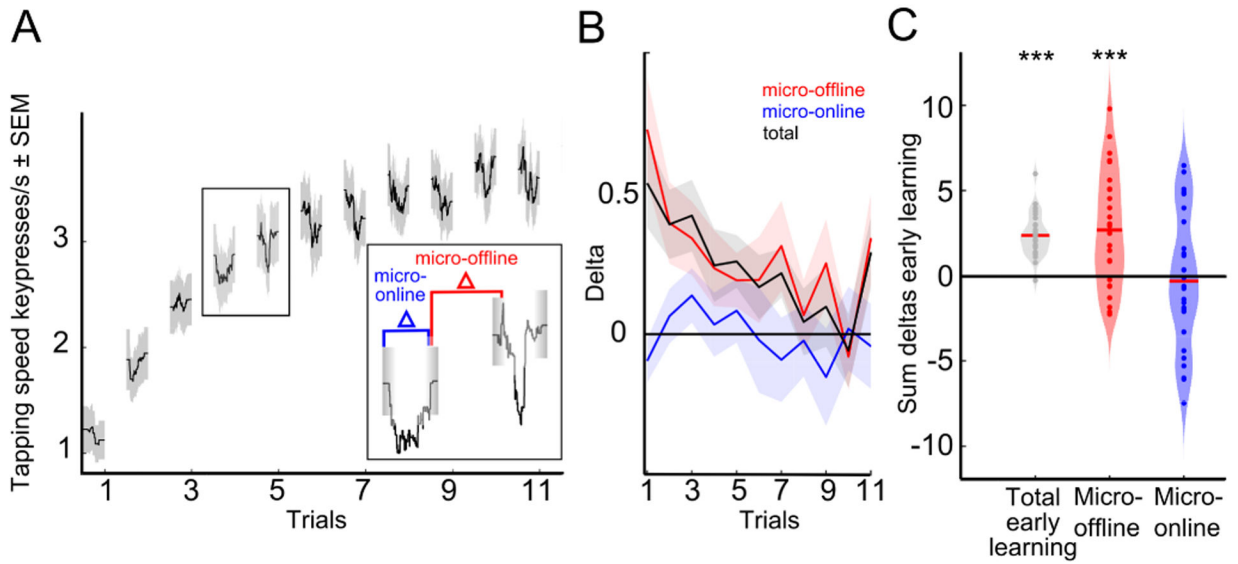 A
Tapping speed keypresses/s ± SEM
3
2
1
micro-offline
micro-
online
Δ
Δ
1 3 5 7 9 11
Trials
B
micro-offline
micro-online
total
Delta
0.5
0
1 3 5 7 9 11
Trials
C
*** ***
Sum deltas early learning
10
5
0
-5
-10
Total
early
learning
Micro-
offline
Micro-
online